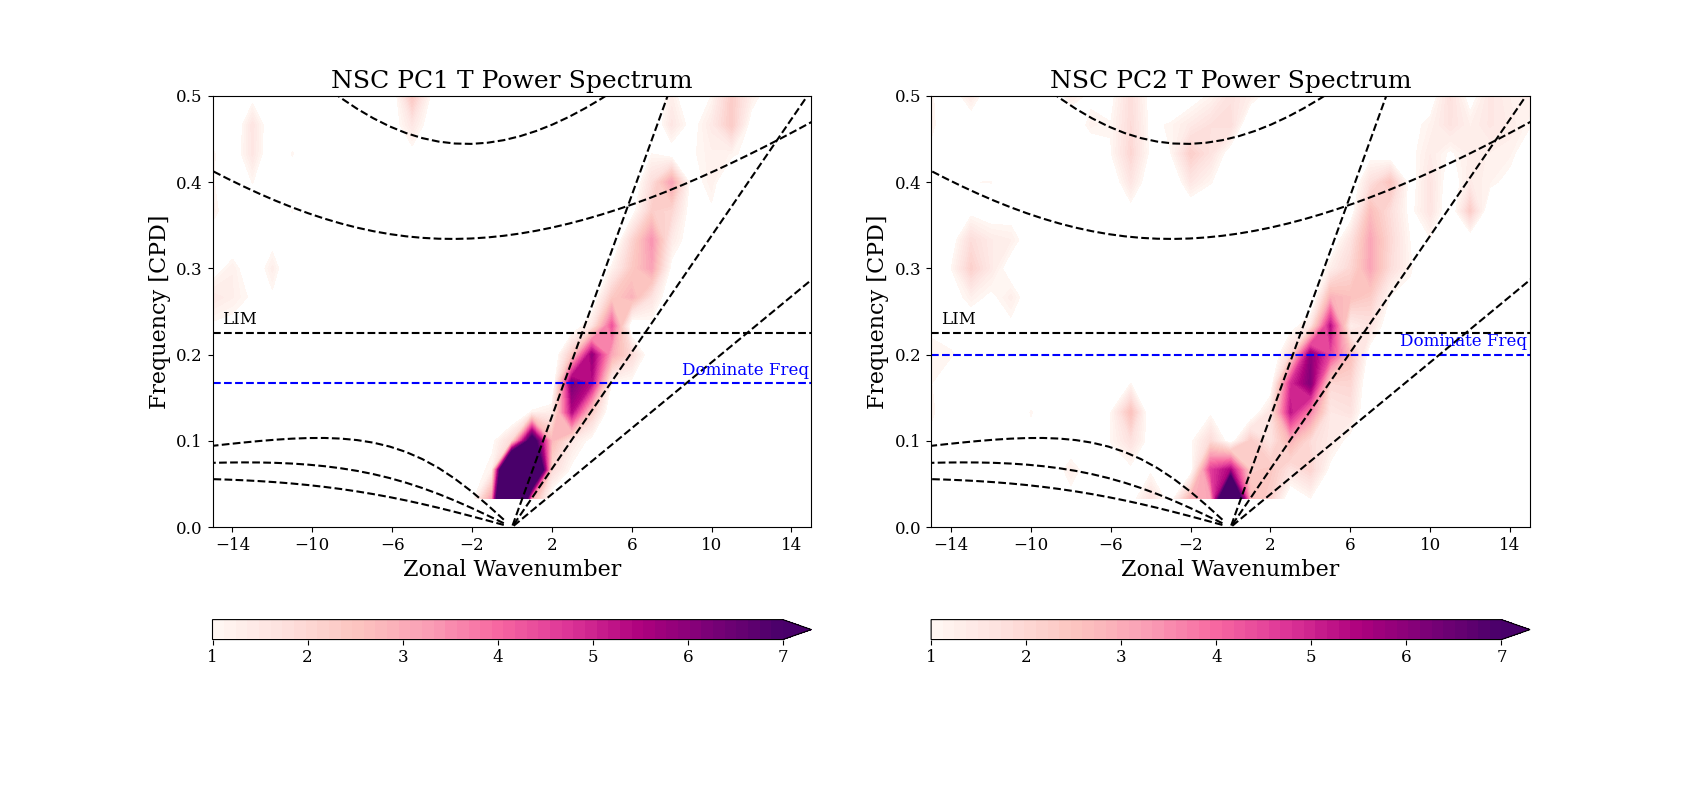 NSC PC1 T Power Spectrum
0.5
0.4
0.3
0.2
0.1
0.0
Frequency [CPD]
LIM
Dominate Freq
−14 −10 −6 −2 2 6 10 14
Zonal Wavenumber
1 2 3 4 5 6 7
NSC PC2 T Power Spectrum
0.5
0.4
0.3
0.2
0.1
0.0
Frequency [CPD]
LIM
Dominate Freq
−14 −10 −6 −2 2 6 10 14
Zonal Wavenumber
1 2 3 4 5 6 7